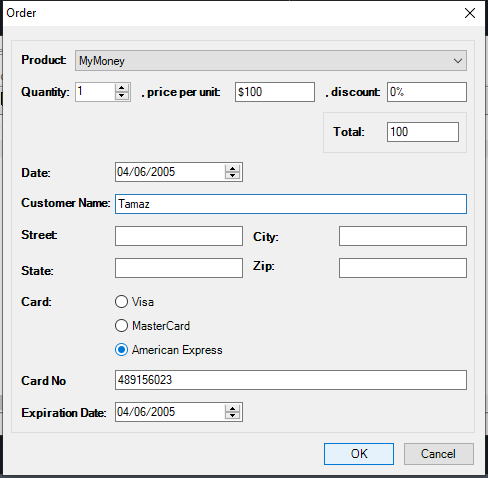 Order
Product: MyMoney
Quantity: 1 , price per unit: $100 , discount: 0%
Total: 100
Date: 04/06/2005
Customer Name: Tamaz
Street: City:
State: Zip:
Card: Visa
MasterCard
American Express
Card No 489156023
Expiration Date: 04/06/2005
OK Cancel